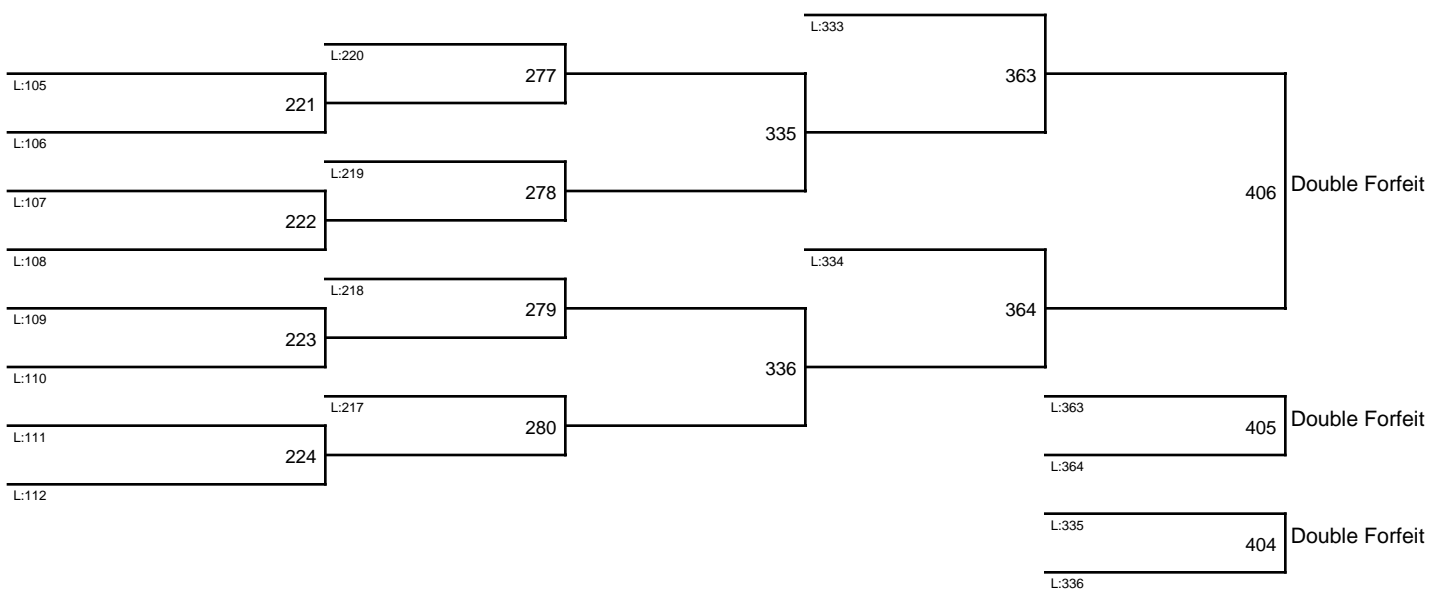 L:333
L:220
277
363
L:105
221
335
L:106
L:219
278
L:107
222
406 Double Forfeit
L:108
L:334
L:218
279
364
L:109
223
336
L:110
L:217
280
L:363
405 Double Forfeit
L:111
224
L:364
L:112
L:335
404 Double Forfeit
L:336